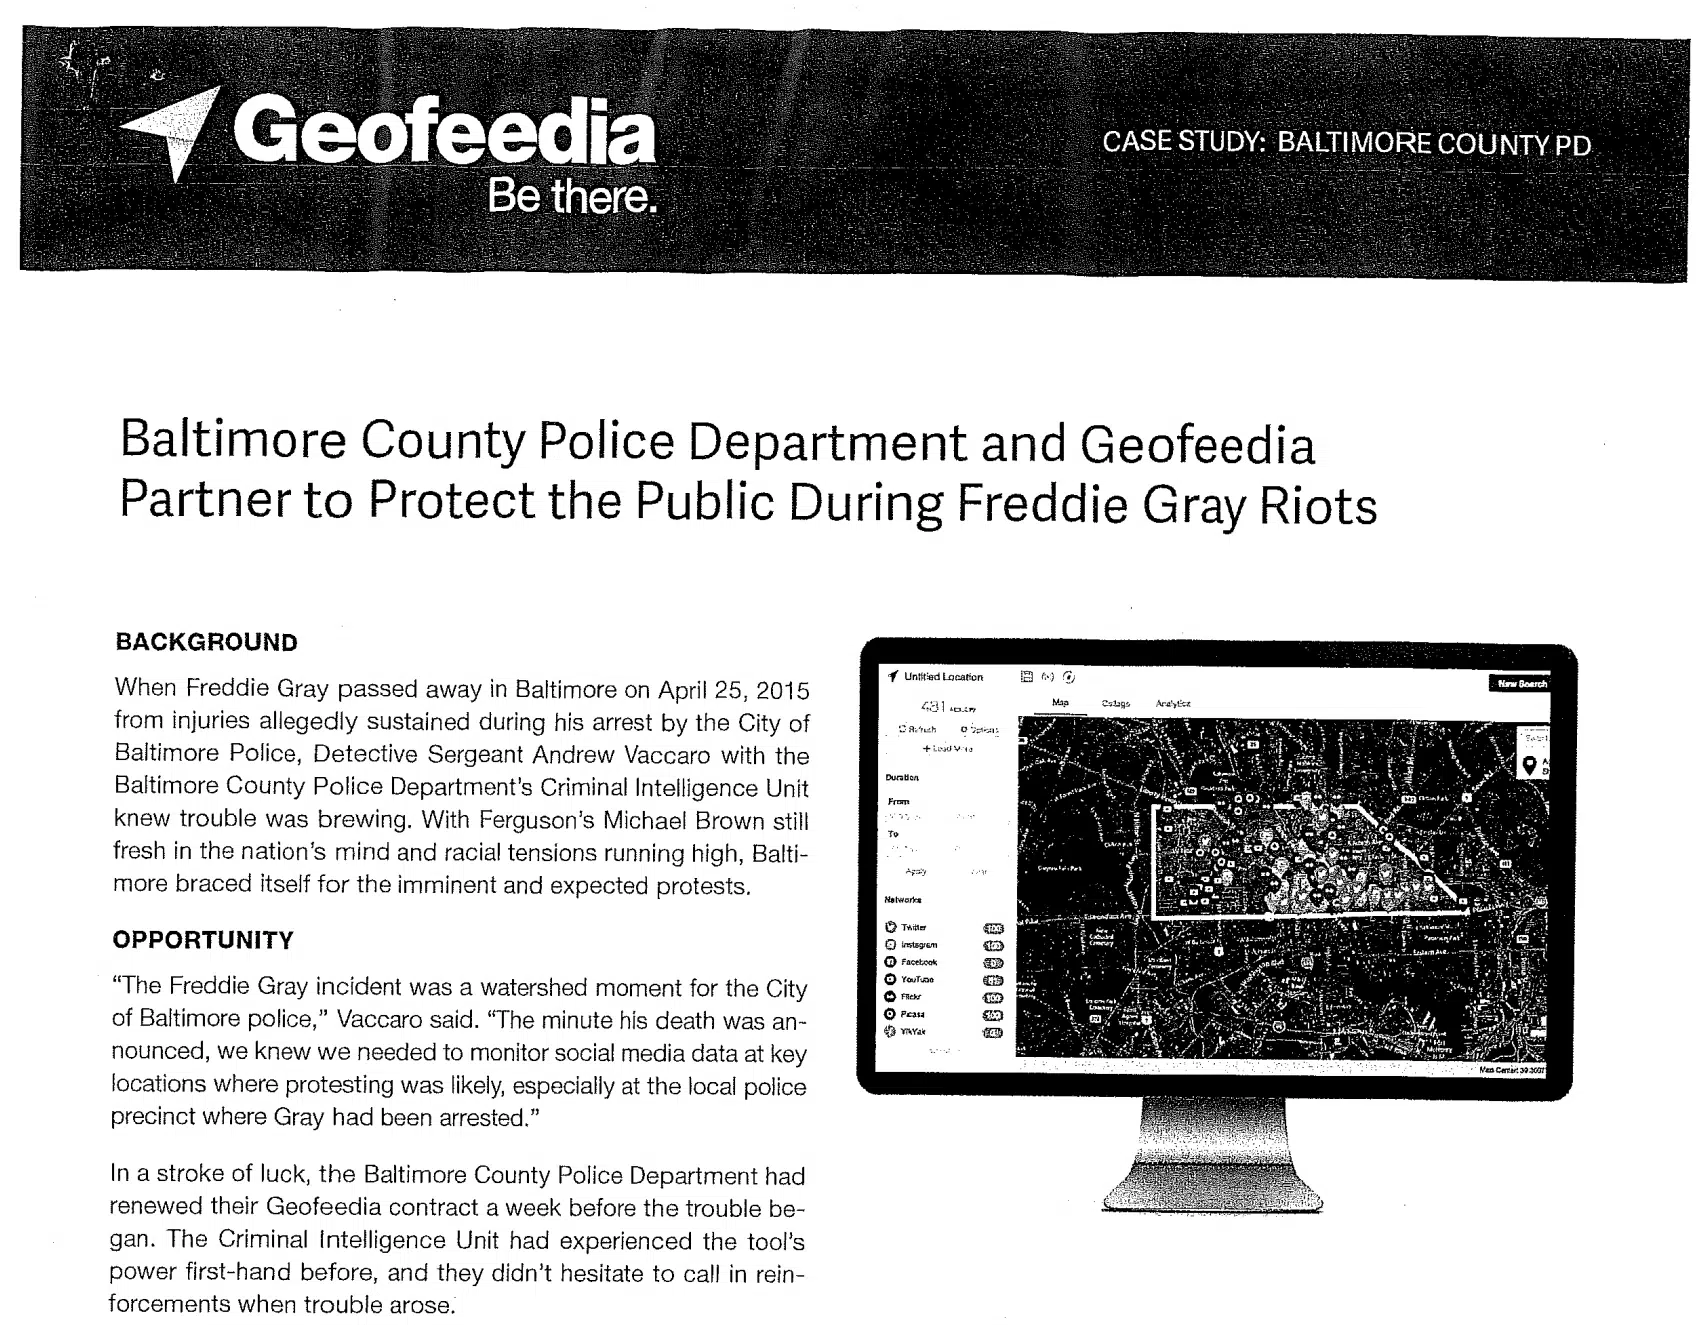 Geofeedia
Be there.
CASE STUDY: BALTIMORE COUNTY PD
Baltimore County Police Department and Geofeedia
Partner to Protect the Public During Freddie Gray Riots
BACKGROUND
When Freddie Gray passed away in Baltimore on April 25, 2015
from injuries allegedly sustained during his arrest by the City of
Baltimore Police, Detective Sergeant Andrew Vaccaro with the
Baltimore County Police Department’s Criminal Intelligence Unit
knew trouble was brewing. With Ferguson’s Michael Brown still
fresh in the nation’s mind and racial tensions running high, Balti-
more braced itself for the imminent and expected protests.
OPPORTUNITY
“The Freddie Gray incident was a watershed moment for the City
of Baltimore police,” Vaccaro said. “The minute his death was an-
nounced, we knew we needed to monitor social media data at key
locations where protesting was likely, especially at the local police
precinct where Gray had been arrested.”
In a stroke of luck, the Baltimore County Police Department had
renewed their Geofeedia contract a week before the trouble be-
gan. The Criminal Intelligence Unit had experienced the tool’s
power first-hand before, and they didn’t hesitate to call in rein-
forcements when trouble arose.
Untitled Location
New Search
431
Map Collage Analytics
Refresh Options
+ Load More
Duration
From
To
Apply
Networks
Twitter
Instagram
Facebook
YouTube
Flickr
Picasa
YikYak
Map Center: